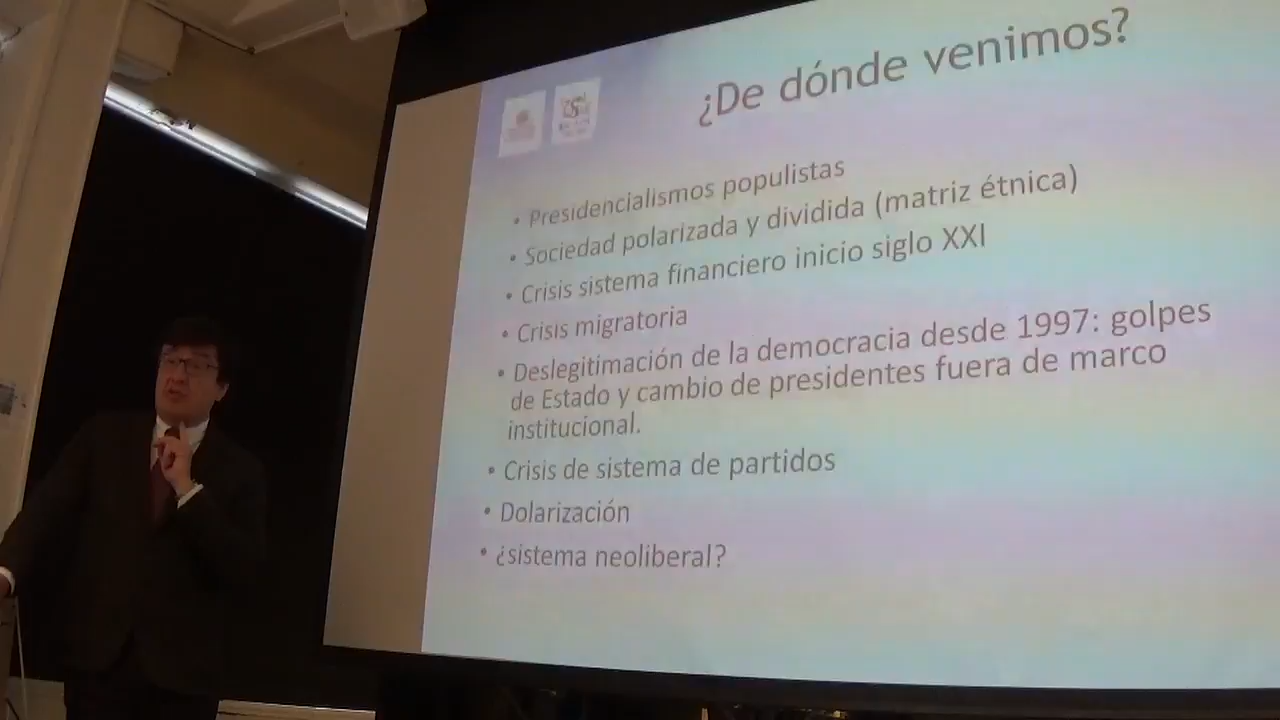 ¿De dónde venimos?
• Presidencialismos populistas
• Sociedad polarizada y dividida (matriz étnica)
• Crisis sistema financiero inicio siglo XXI
• Crisis migratoria
• Deslegitimación de la democracia desde 1997: golpes
de Estado y cambio de presidentes fuera de marco
institucional.
• Crisis de sistema de partidos
• Dolarización
• ¿sistema neoliberal?